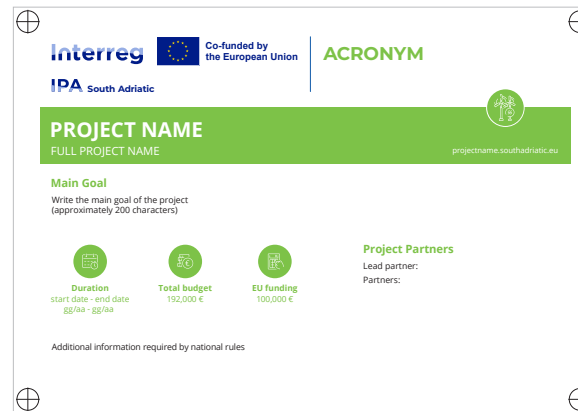 Interreg
Co-funded by
the European Union
ACRONYM
IPA South Adriatic
PROJECT NAME
FULL PROJECT NAME
projectname.southadriatic.eu
Main Goal
Write the main goal of the project
(approximately 200 characters)
Duration
start date - end date
gg/aa - gg/aa
Total budget
192,000 €
EU funding
100,000 €
Project Partners
Lead partner:
Partners:
Additional information required by national rules